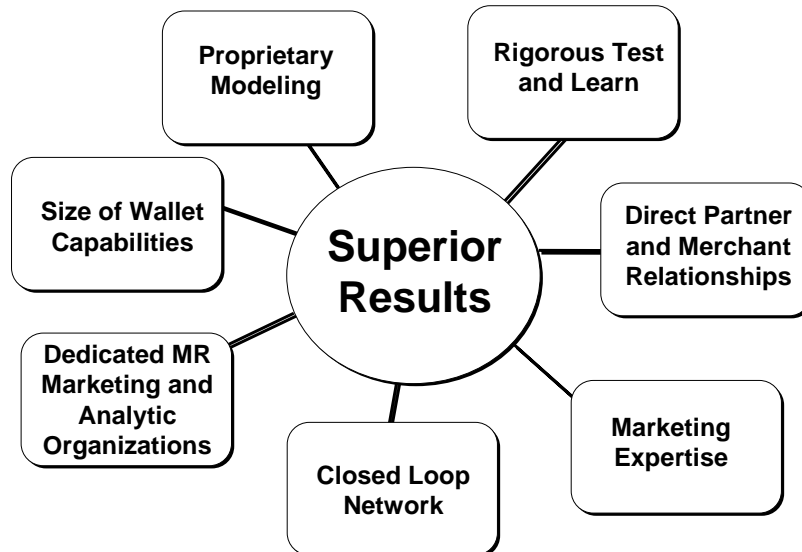 Proprietary
Modeling
Rigorous Test
and Learn
Size of Wallet
Capabilities
Superior
Results
Direct Partner
and Merchant
Relationships
Dedicated MR
Marketing and
Analytic
Organizations
Marketing
Expertise
Closed Loop
Network